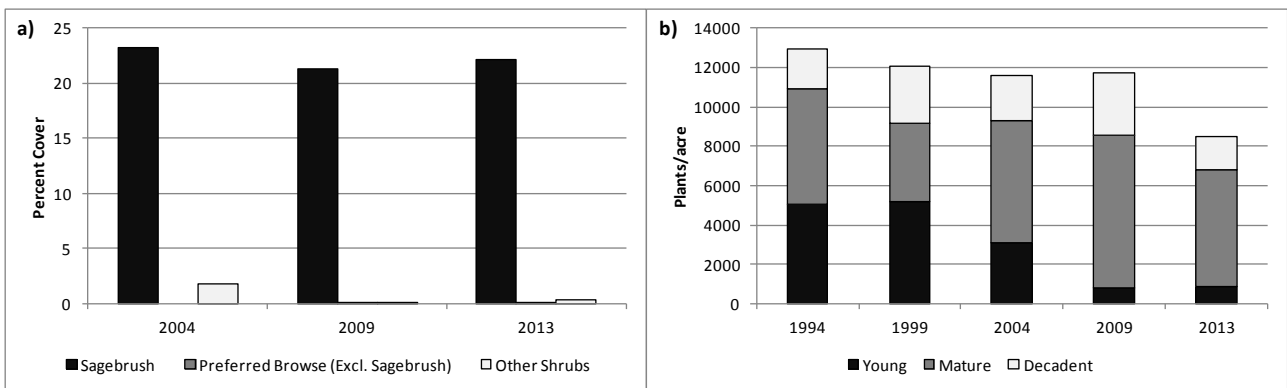 a)
25
20
15
10
5
0
Percent Cover
2004 2009 2013
Sagebrush Preferred Browse (Excl. Sagebrush) Other Shrubs
b)
14000
12000
10000
8000
6000
4000
2000
0
Plants/acre
1994 1999 2004 2009 2013
Young Mature Decadent